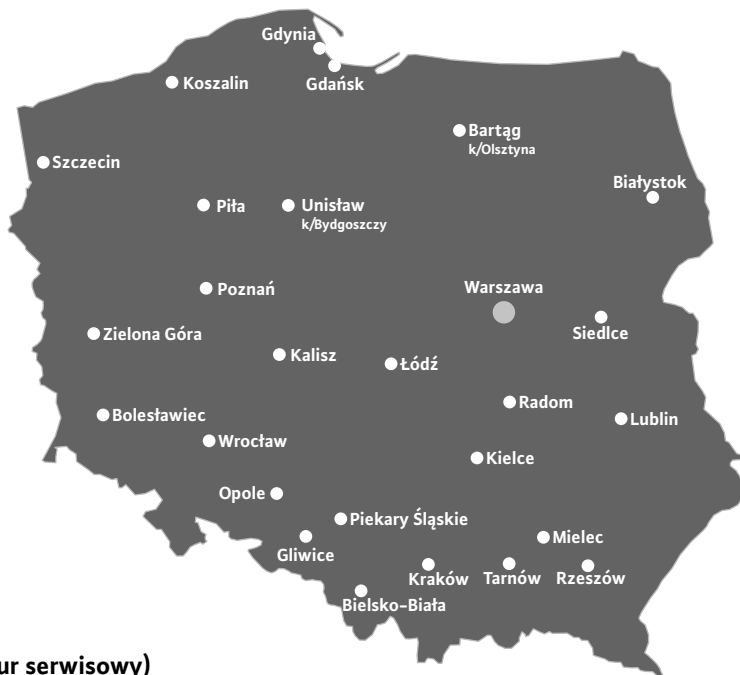 Gdynia
Koszalin
Gdańsk
Bartąg
k/Olsztyna
Szczecin
Białystok
Piła
Unisław
k/Bydgoszczy
Poznań
Warszawa
Zielona Góra
Siedlce
Kalisz
Łódź
Radom
Bolesławiec
Lublin
Wrocław
Kielce
Opole
Piekary Śląskie
Mielec
Gliwice
Kraków
Tarnów
Rzeszów
Bielsko-Biała
ur serwisowy)